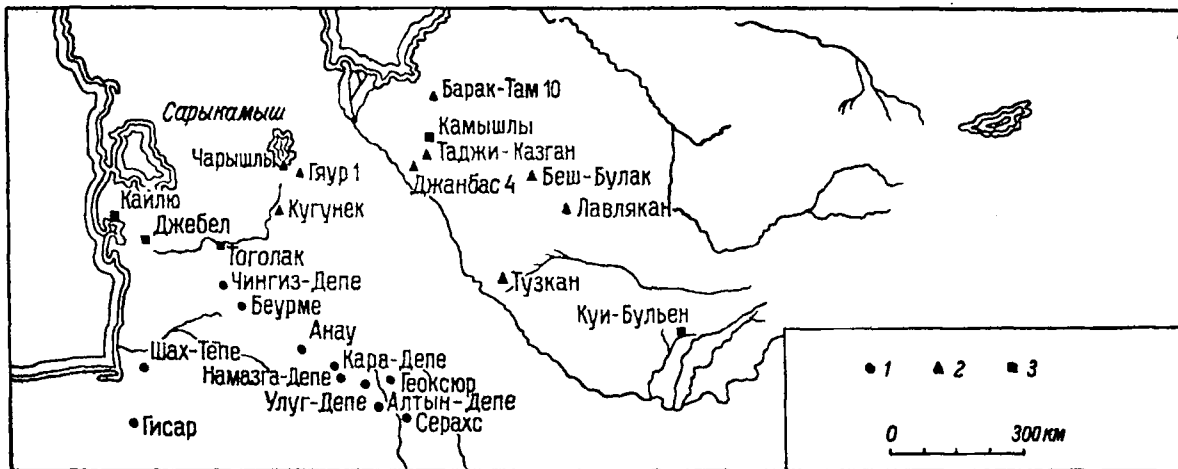 Барак-Там 10
Сарыкамыш
Камышлы
Чарышлы
Таджи-Казган
Гяур 1
Джанбас 4
Беш-Булак
Кайлю
Кугунек
Лавлякан
Джебел
Тоголак
Чингиз-Депе
Тузкан
Беурме
Куи-Бульен
Анау
Шах-Тепе
Кара-Депе
Намазга-Депе
Геоксюр
Улуг-Депе
Алтын-Депе
Серахс
Гисар
1 2 3
0 300 км